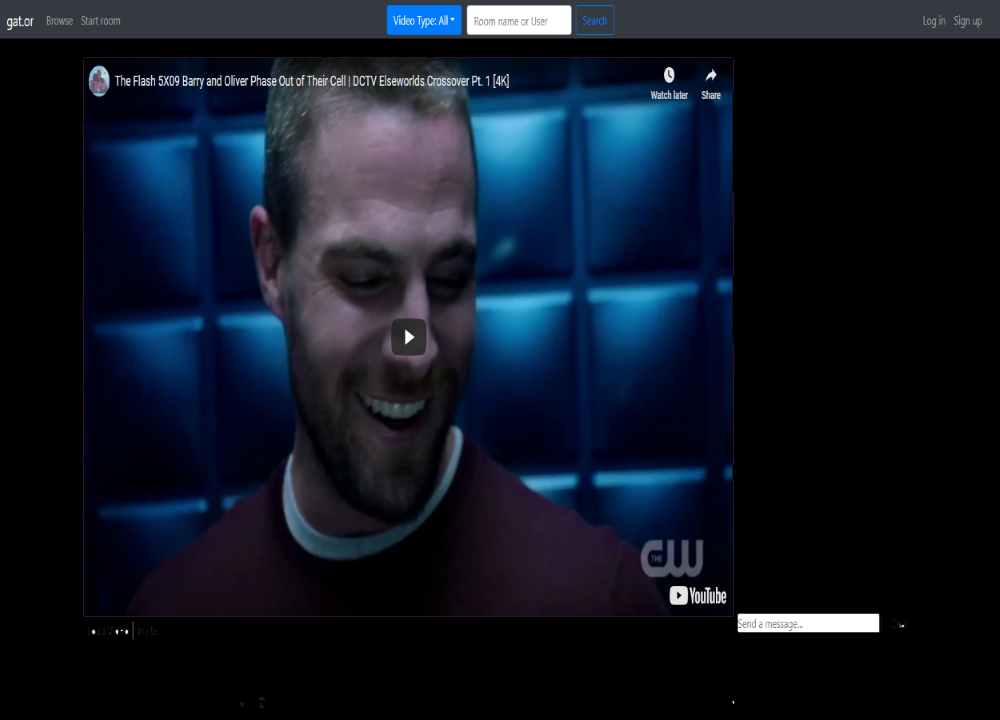 gat.or Browse Start room Video Type: All Room name or User Search Log in Sign up
The Flash 5X09 Barry and Oliver Phase Out of Their Cell | DCTV Elseworlds Crossover Pt. 1 [4K]
Watch later Share
THE CW
YouTube
Invite
Send a message...